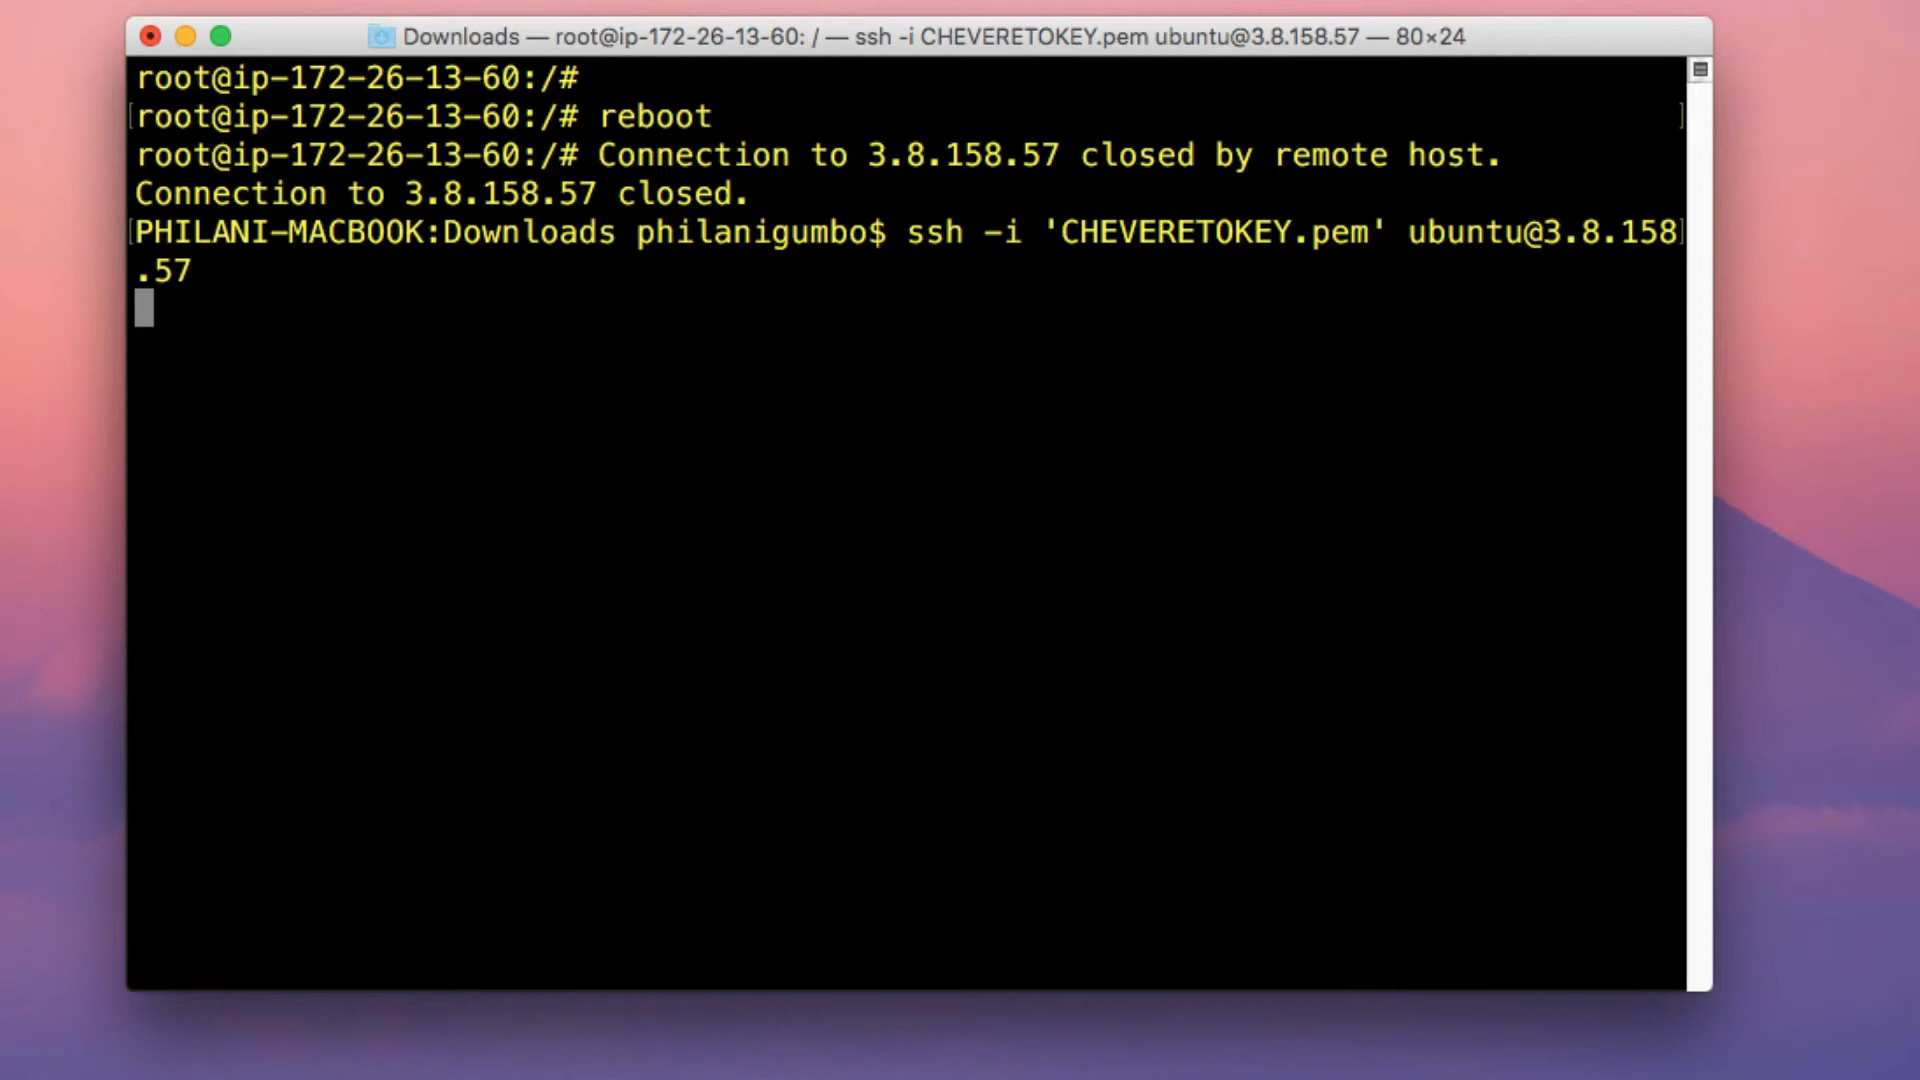 Downloads — root@ip-172-26-13-60: / — ssh -i CHEVERETOKEY.pem ubuntu@3.8.158.57 — 80×24
root@ip-172-26-13-60:/#
[root@ip-172-26-13-60:/# reboot ]
root@ip-172-26-13-60:/# Connection to 3.8.158.57 closed by remote host.
Connection to 3.8.158.57 closed.
[PHILANI-MACBOOK:Downloads philanigumbo$ ssh -i 'CHEVERETOKEY.pem' ubuntu@3.8.158]
.57